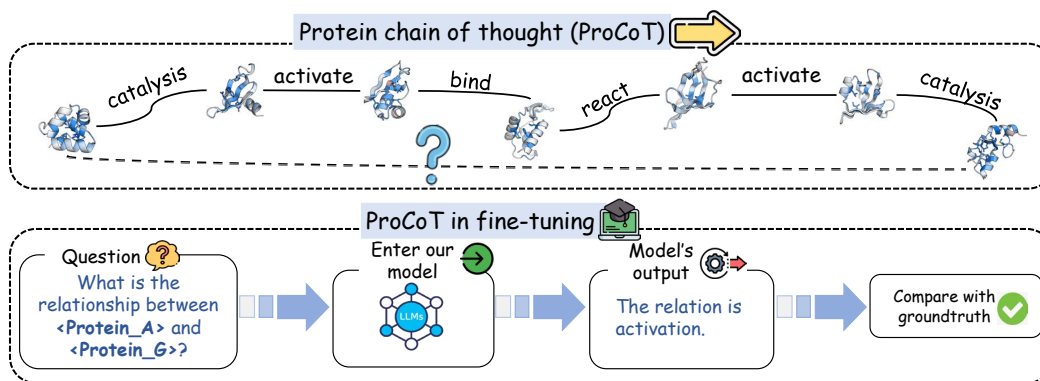 Protein chain of thought (ProCoT)
catalysis
activate
bind
react
activate
catalysis
?
ProCoT in fine-tuning
Question
?
What is the
relationship between
<Protein_A> and
<Protein_G>?
Enter our
model
LLMs
Model's
output
The relation is
activation.
Compare with
groundtruth